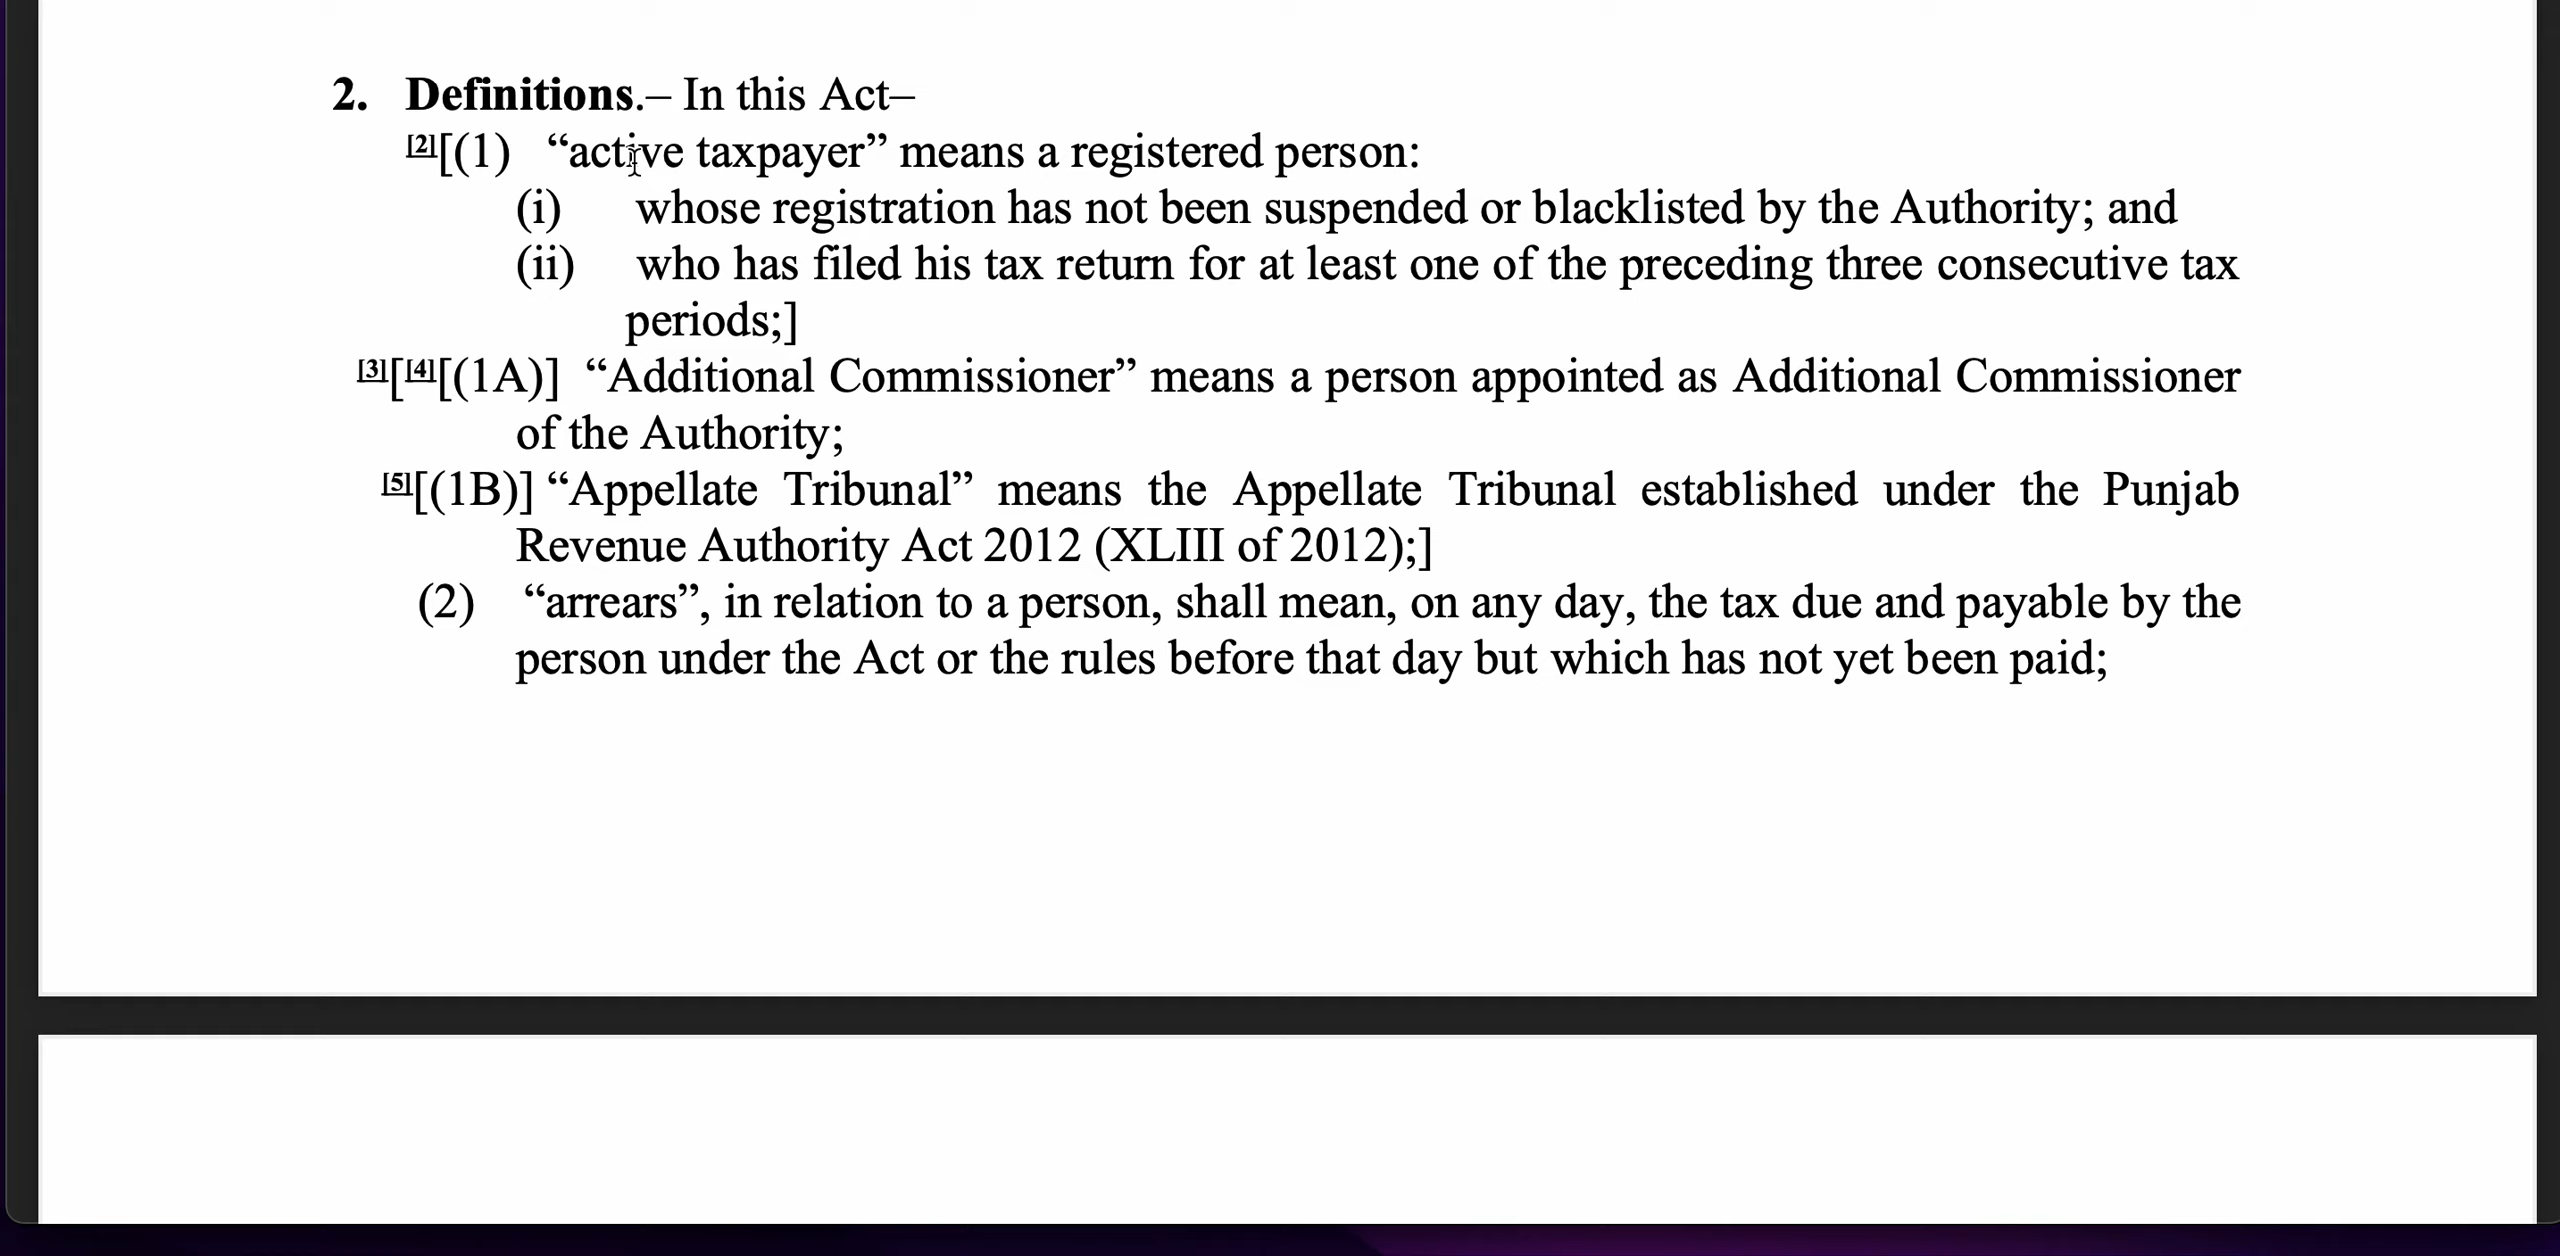 2. Definitions.– In this Act–
[2][(1) “active taxpayer” means a registered person:
(i) whose registration has not been suspended or blacklisted by the Authority; and
(ii) who has filed his tax return for at least one of the preceding three consecutive tax
periods;]
[3][[4][(1A)] “Additional Commissioner” means a person appointed as Additional Commissioner
of the Authority;
[5][(1B)] “Appellate Tribunal” means the Appellate Tribunal established under the Punjab
Revenue Authority Act 2012 (XLIII of 2012);]
(2) “arrears”, in relation to a person, shall mean, on any day, the tax due and payable by the
person under the Act or the rules before that day but which has not yet been paid;